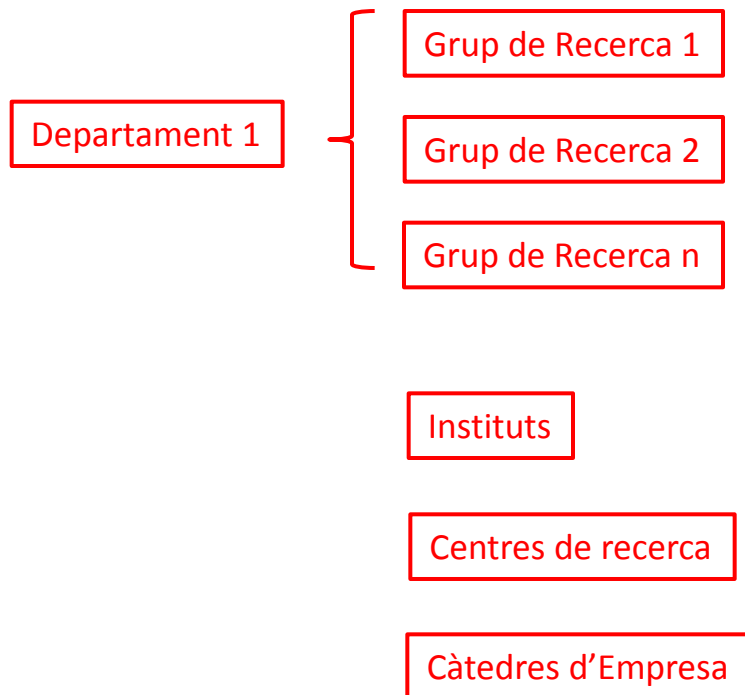 Grup de Recerca 1
Departament 1
Grup de Recerca 2
Grup de Recerca n
Instituts
Centres de recerca
Càtedres d’Empresa